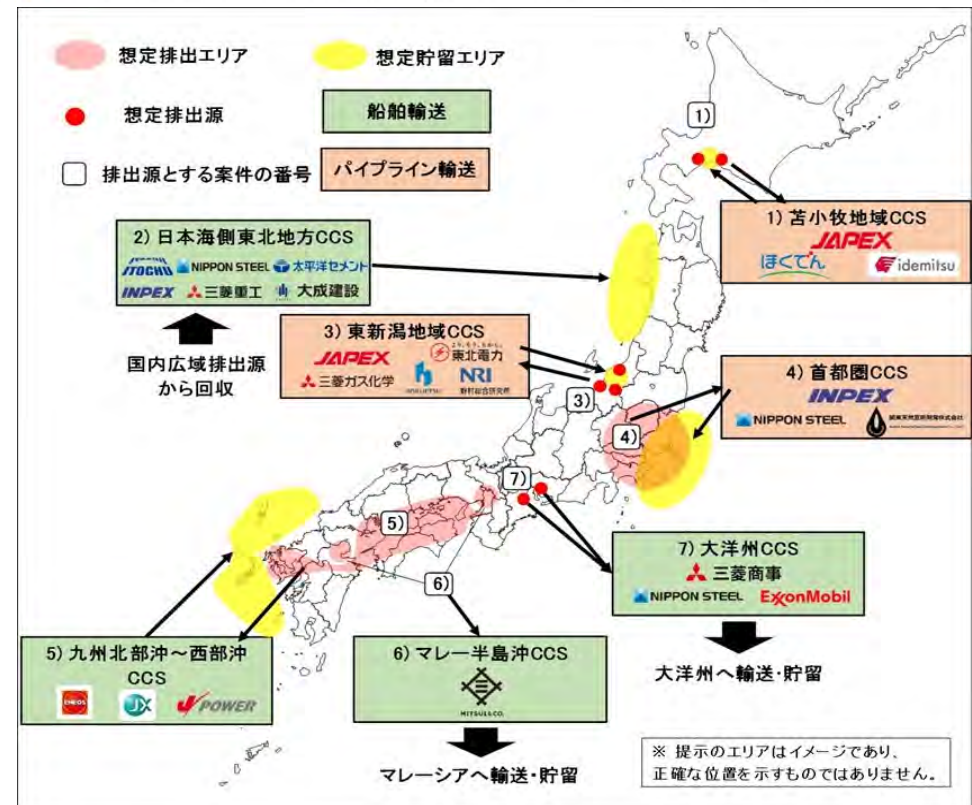 想定排出エリア
想定貯留エリア
想定排出源
船舶輸送
排出源とする案件の番号
パイプライン輸送
1)
2) 日本海側東北地方CCS
ITOCHU NIPPON STEEL 太平洋セメント
INPEX 三菱重工 大成建設
国内広域排出源
から回収
1) 苫小牧地域CCS
JAPEX
ほくでん idemitsu
3) 東新潟地域CCS
JAPEX 東北電力
三菱ガス化学 NRI
野村総合研究所
3)
4) 首都圏CCS
INPEX
NIPPON STEEL
4)
7)
5)
6)
7) 大洋州CCS
三菱商事
NIPPON STEEL ExxonMobil
大洋州へ輸送・貯留
5) 九州北部沖～西部沖
CCS
ENEOS JX J POWER
6) マレー半島沖CCS
MITSUI & CO.
マレーシアへ輸送・貯留
※ 提示のエリアはイメージであり、
正確な位置を示すものではありません。